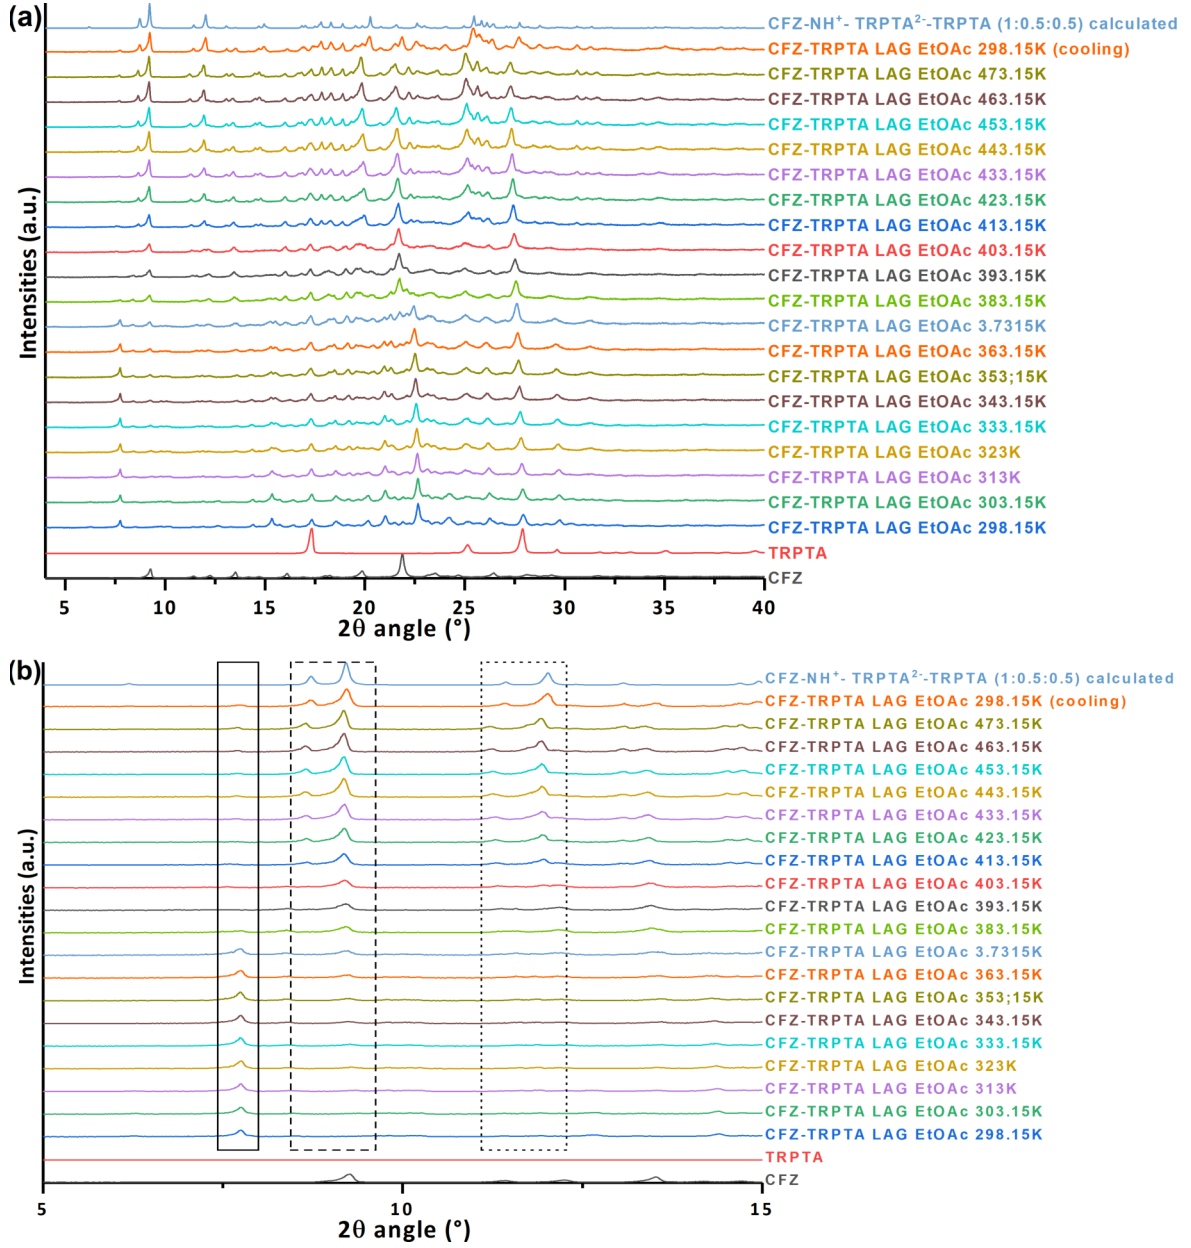 (a)
CFZ-NH⁺- TRPTA²⁻-TRPTA (1:0.5:0.5) calculated
CFZ-TRPTA LAG EtOAc 298.15K (cooling)
CFZ-TRPTA LAG EtOAc 473.15K
CFZ-TRPTA LAG EtOAc 463.15K
CFZ-TRPTA LAG EtOAc 453.15K
CFZ-TRPTA LAG EtOAc 443.15K
CFZ-TRPTA LAG EtOAc 433.15K
CFZ-TRPTA LAG EtOAc 423.15K
CFZ-TRPTA LAG EtOAc 413.15K
CFZ-TRPTA LAG EtOAc 403.15K
CFZ-TRPTA LAG EtOAc 393.15K
CFZ-TRPTA LAG EtOAc 383.15K
CFZ-TRPTA LAG EtOAc 3.7315K
CFZ-TRPTA LAG EtOAc 363.15K
CFZ-TRPTA LAG EtOAc 353;15K
CFZ-TRPTA LAG EtOAc 343.15K
CFZ-TRPTA LAG EtOAc 333.15K
CFZ-TRPTA LAG EtOAc 323K
CFZ-TRPTA LAG EtOAc 313K
CFZ-TRPTA LAG EtOAc 303.15K
CFZ-TRPTA LAG EtOAc 298.15K
TRPTA
CFZ
Intensities (a.u.)
5 10 15 20 25 30 35 40
2θ angle (°)
(b)
CFZ-NH⁺- TRPTA²⁻-TRPTA (1:0.5:0.5) calculated
CFZ-TRPTA LAG EtOAc 298.15K (cooling)
CFZ-TRPTA LAG EtOAc 473.15K
CFZ-TRPTA LAG EtOAc 463.15K
CFZ-TRPTA LAG EtOAc 453.15K
CFZ-TRPTA LAG EtOAc 443.15K
CFZ-TRPTA LAG EtOAc 433.15K
CFZ-TRPTA LAG EtOAc 423.15K
CFZ-TRPTA LAG EtOAc 413.15K
CFZ-TRPTA LAG EtOAc 403.15K
CFZ-TRPTA LAG EtOAc 393.15K
CFZ-TRPTA LAG EtOAc 383.15K
CFZ-TRPTA LAG EtOAc 3.7315K
CFZ-TRPTA LAG EtOAc 363.15K
CFZ-TRPTA LAG EtOAc 353;15K
CFZ-TRPTA LAG EtOAc 343.15K
CFZ-TRPTA LAG EtOAc 333.15K
CFZ-TRPTA LAG EtOAc 323K
CFZ-TRPTA LAG EtOAc 313K
CFZ-TRPTA LAG EtOAc 303.15K
CFZ-TRPTA LAG EtOAc 298.15K
TRPTA
CFZ
Intensities (a.u.)
5 10 15
2θ angle (°)